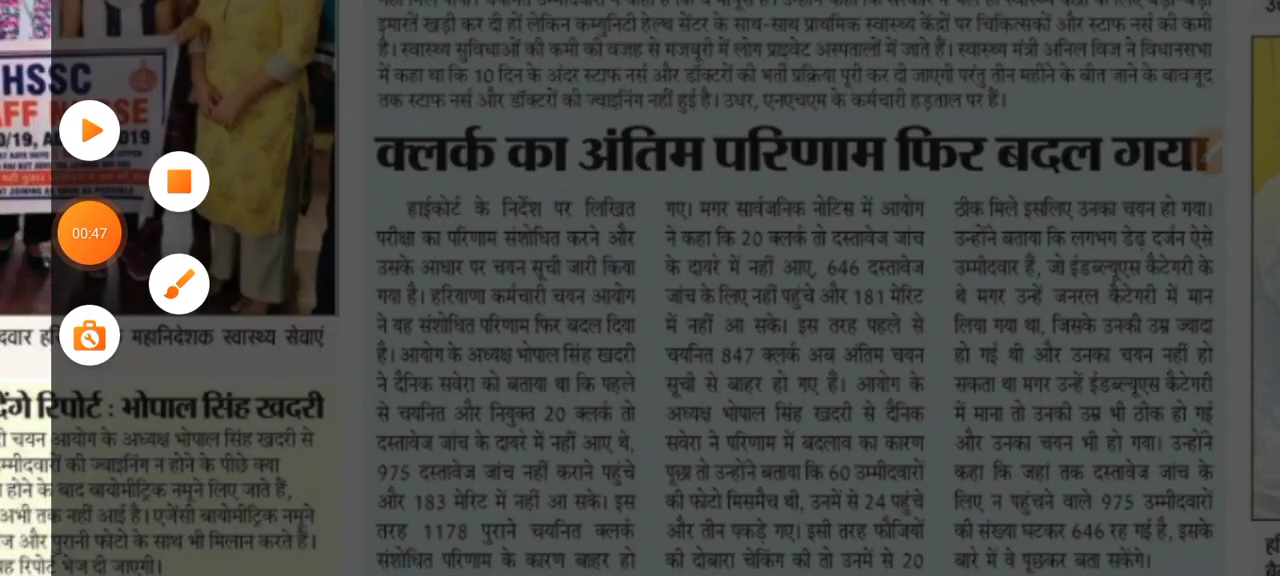 HSSC
AFF NURSE
2019
00:47
महानिदेशक स्वास्थ्य सेवाएं
रिपोर्ट : भोपाल सिंह खदरी
चयन आयोग के अध्यक्ष भोपाल सिंह खदरी से
की ज्वाइनिंग न होने के पीछे क्या
होने के बाद बायोमीट्रिक नमूने लिए जाते हैं,
अभी तक नहीं आई है। एजेंसी बायोमीट्रिक नमूने
और पुरानी फोटो के साथ भी मिलान करते हैं।
रिपोर्ट भेज दी जाएगी।
इमारतें खड़ी कर दी हों लेकिन कम्युनिटी हेल्थ सेंटर के साथ-साथ प्राथमिक स्वास्थ्य केंद्रों पर चिकित्सकों और स्टाफ नर्स की कमी
है। स्वास्थ्य सुविधाओं की कमी की वजह से मजबूरी में लोग प्राइवेट अस्पतालों में जाते हैं। स्वास्थ्य मंत्री अनिल विज ने विधानसभा
में कहा था कि 10 दिन के अंदर स्टाफ नर्स और डॉक्टरों की भर्ती प्रक्रिया पूरी कर दी जाएगी परंतु तीन महीने के बीत जाने के बावजूद
तक स्टाफ नर्स और डॉक्टरों की ज्वाइनिंग नहीं हुई है। उधर, एनएचएम के कर्मचारी हड़ताल पर हैं।
क्लर्क का अंतिम परिणाम फिर बदल गया
हाईकोर्ट के निर्देश पर लिखित
परीक्षा का परिणाम संशोधित करने और
उसके आधार पर चयन सूची जारी किया
गया है। हरियाणा कर्मचारी चयन आयोग
ने यह संशोधित परिणाम फिर बदल दिया
है। आयोग के अध्यक्ष भोपाल सिंह खदरी
ने दैनिक सवेरा को बताया था कि पहले
से चयनित और नियुक्त 20 क्लर्क तो
दस्तावेज जांच के दायरे में नहीं आए थे,
975 दस्तावेज जांच नहीं कराने पहुंचे
और 183 मेरिट में नहीं आ सके। इस
तरह 1178 पुराने चयनित क्लर्क
संशोधित परिणाम के कारण बाहर हो
गए। मगर सार्वजनिक नोटिस में आयोग
ने कहा कि 20 क्लर्क तो दस्तावेज जांच
के दायरे में नहीं आए, 646 दस्तावेज
जांच के लिए नहीं पहुंचे और 181 मेरिट
में नहीं आ सके। इस तरह पहले से
चयनित 847 क्लर्क अब अंतिम चयन
सूची से बाहर हो गए हैं। आयोग के
अध्यक्ष भोपाल सिंह खदरी से दैनिक
सवेरा ने परिणाम में बदलाव का कारण
पूछा तो उन्होंने बताया कि 60 उम्मीदवारों
की फोटो मिसमैच थी, उनमें से 24 पहुंचे
और तीन पकड़े गए। इसी तरह फौजियों
की दोबारा चेकिंग की तो उनमें से 20
ठीक मिले इसलिए उनका चयन हो गया।
उन्होंने बताया कि लगभग डेढ़ दर्जन ऐसे
उम्मीदवार हैं, जो ईडब्ल्यूएस कैटेगरी के
थे मगर उन्हें जनरल कैटेगरी में मान
लिया गया था, जिसके उनकी उम्र ज्यादा
हो गई थी और उनका चयन नहीं हो
सकता था मगर उन्हें ईडब्ल्यूएस कैटेगरी
में माना तो उनकी उम्र भी ठीक हो गई
और उनका चयन भी हो गया। उन्होंने
कहा कि जहां तक दस्तावेज जांच के
लिए न पहुंचने वाले 975 उम्मीदवारों
की संख्या घटकर 646 रह गई है, इसके
बारे में वे पूछकर बता सकेंगे।